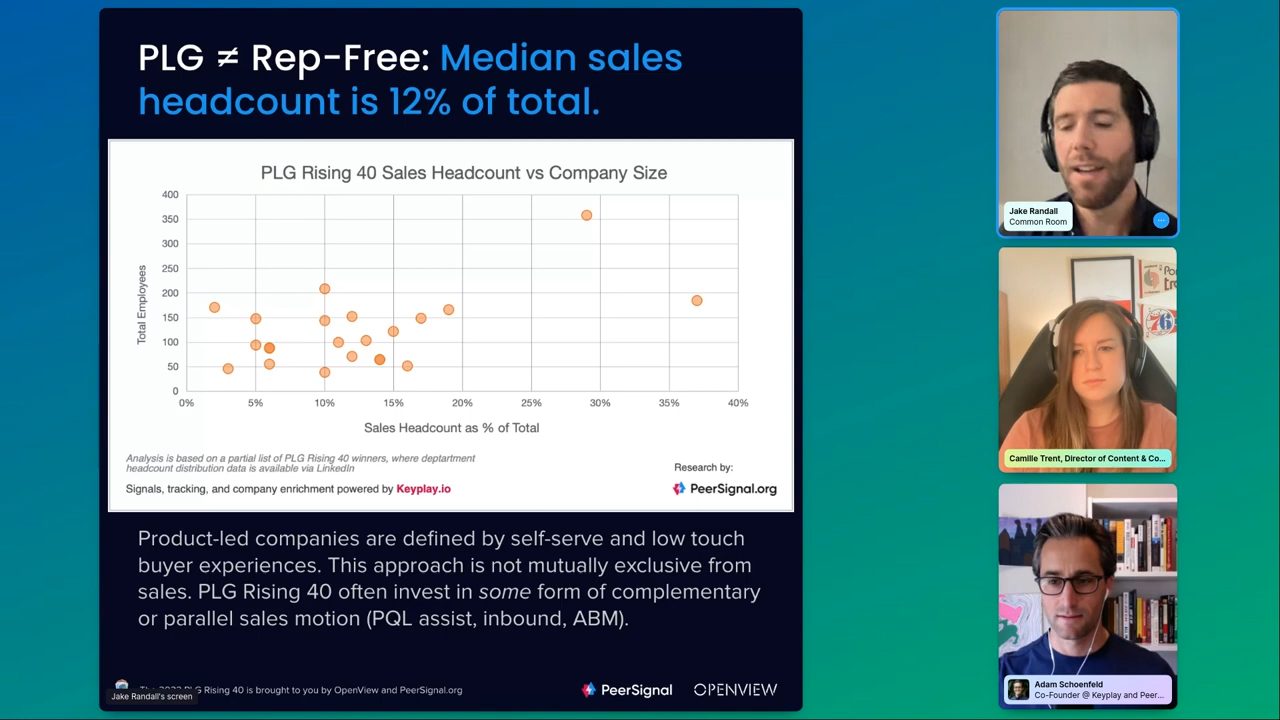 PLG ≠ Rep-Free: Median sales
headcount is 12% of total.
PLG Rising 40 Sales Headcount vs Company Size
Total Employees
400
350
300
250
200
150
100
50
0
0% 5% 10% 15% 20% 25% 30% 35% 40%
Sales Headcount as % of Total
Analysis is based on a partial list of PLG Rising 40 winners, where deptartment
headcount distribution data is available via LinkedIn
Signals, tracking, and company enrichment powered by Keyplay.io
Research by:
PeerSignal.org
Product-led companies are defined by self-serve and low touch
buyer experiences. This approach is not mutually exclusive from
sales. PLG Rising 40 often invest in some form of complementary
or parallel sales motion (PQL assist, inbound, ABM).
PLG Rising 40 is brought to you by OpenView and PeerSignal.org
Jake Randall's screen
PeerSignal
OPENVIEW
Jake Randall
Common Room
76
Camille Trent, Director of Content & Co...
Adam Schoenfeld
Co-Founder @ Keyplay and Peer...